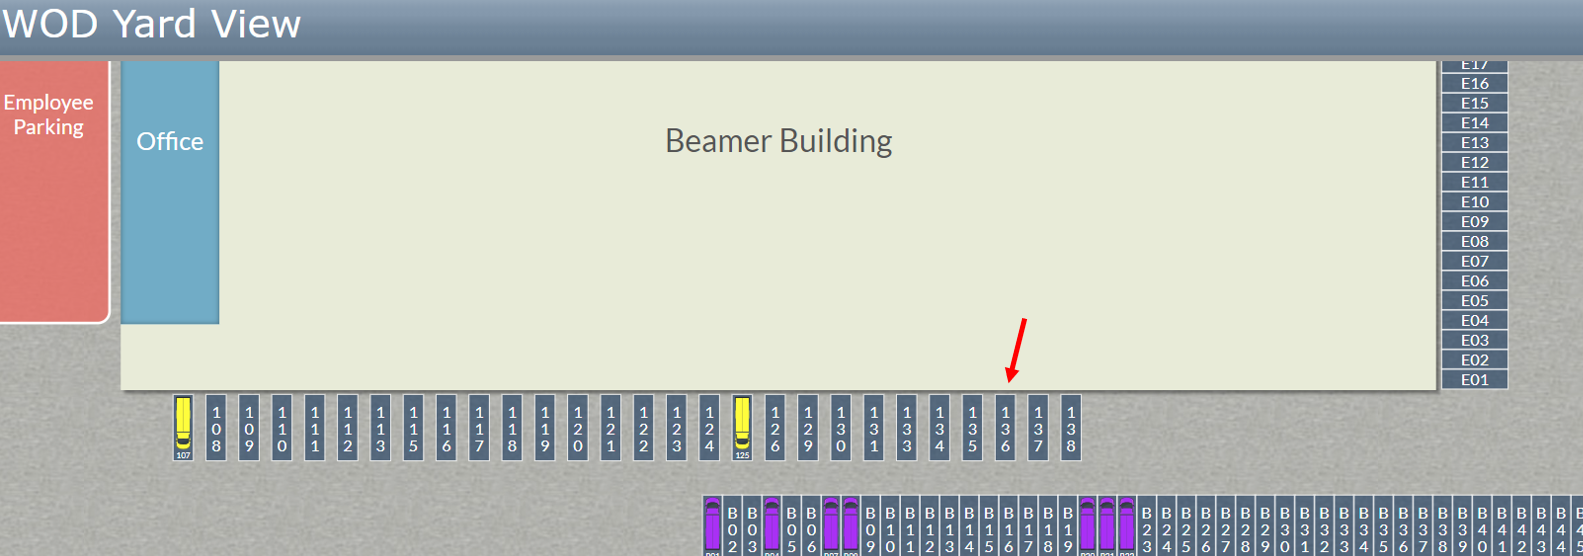 WOD Yard View
Employee
Parking
Office
Beamer Building
E17
E16
E15
E14
E13
E12
E11
E10
E09
E08
E07
E06
E05
E04
E03
E02
E01
107
108
109
110
111
112
113
115
116
117
118
119
120
121
122
123
124
125
126
129
130
131
133
134
135
136
137
138
B02
B03
B05
B06
B09
B10
B11
B12
B13
B14
B15
B16
B17
B18
B19
B23
B24
B25
B26
B27
B28
B29
B30
B31
B33
B34
B35
B36
B37
B38
B39
B40
B41
B42
B43
B44